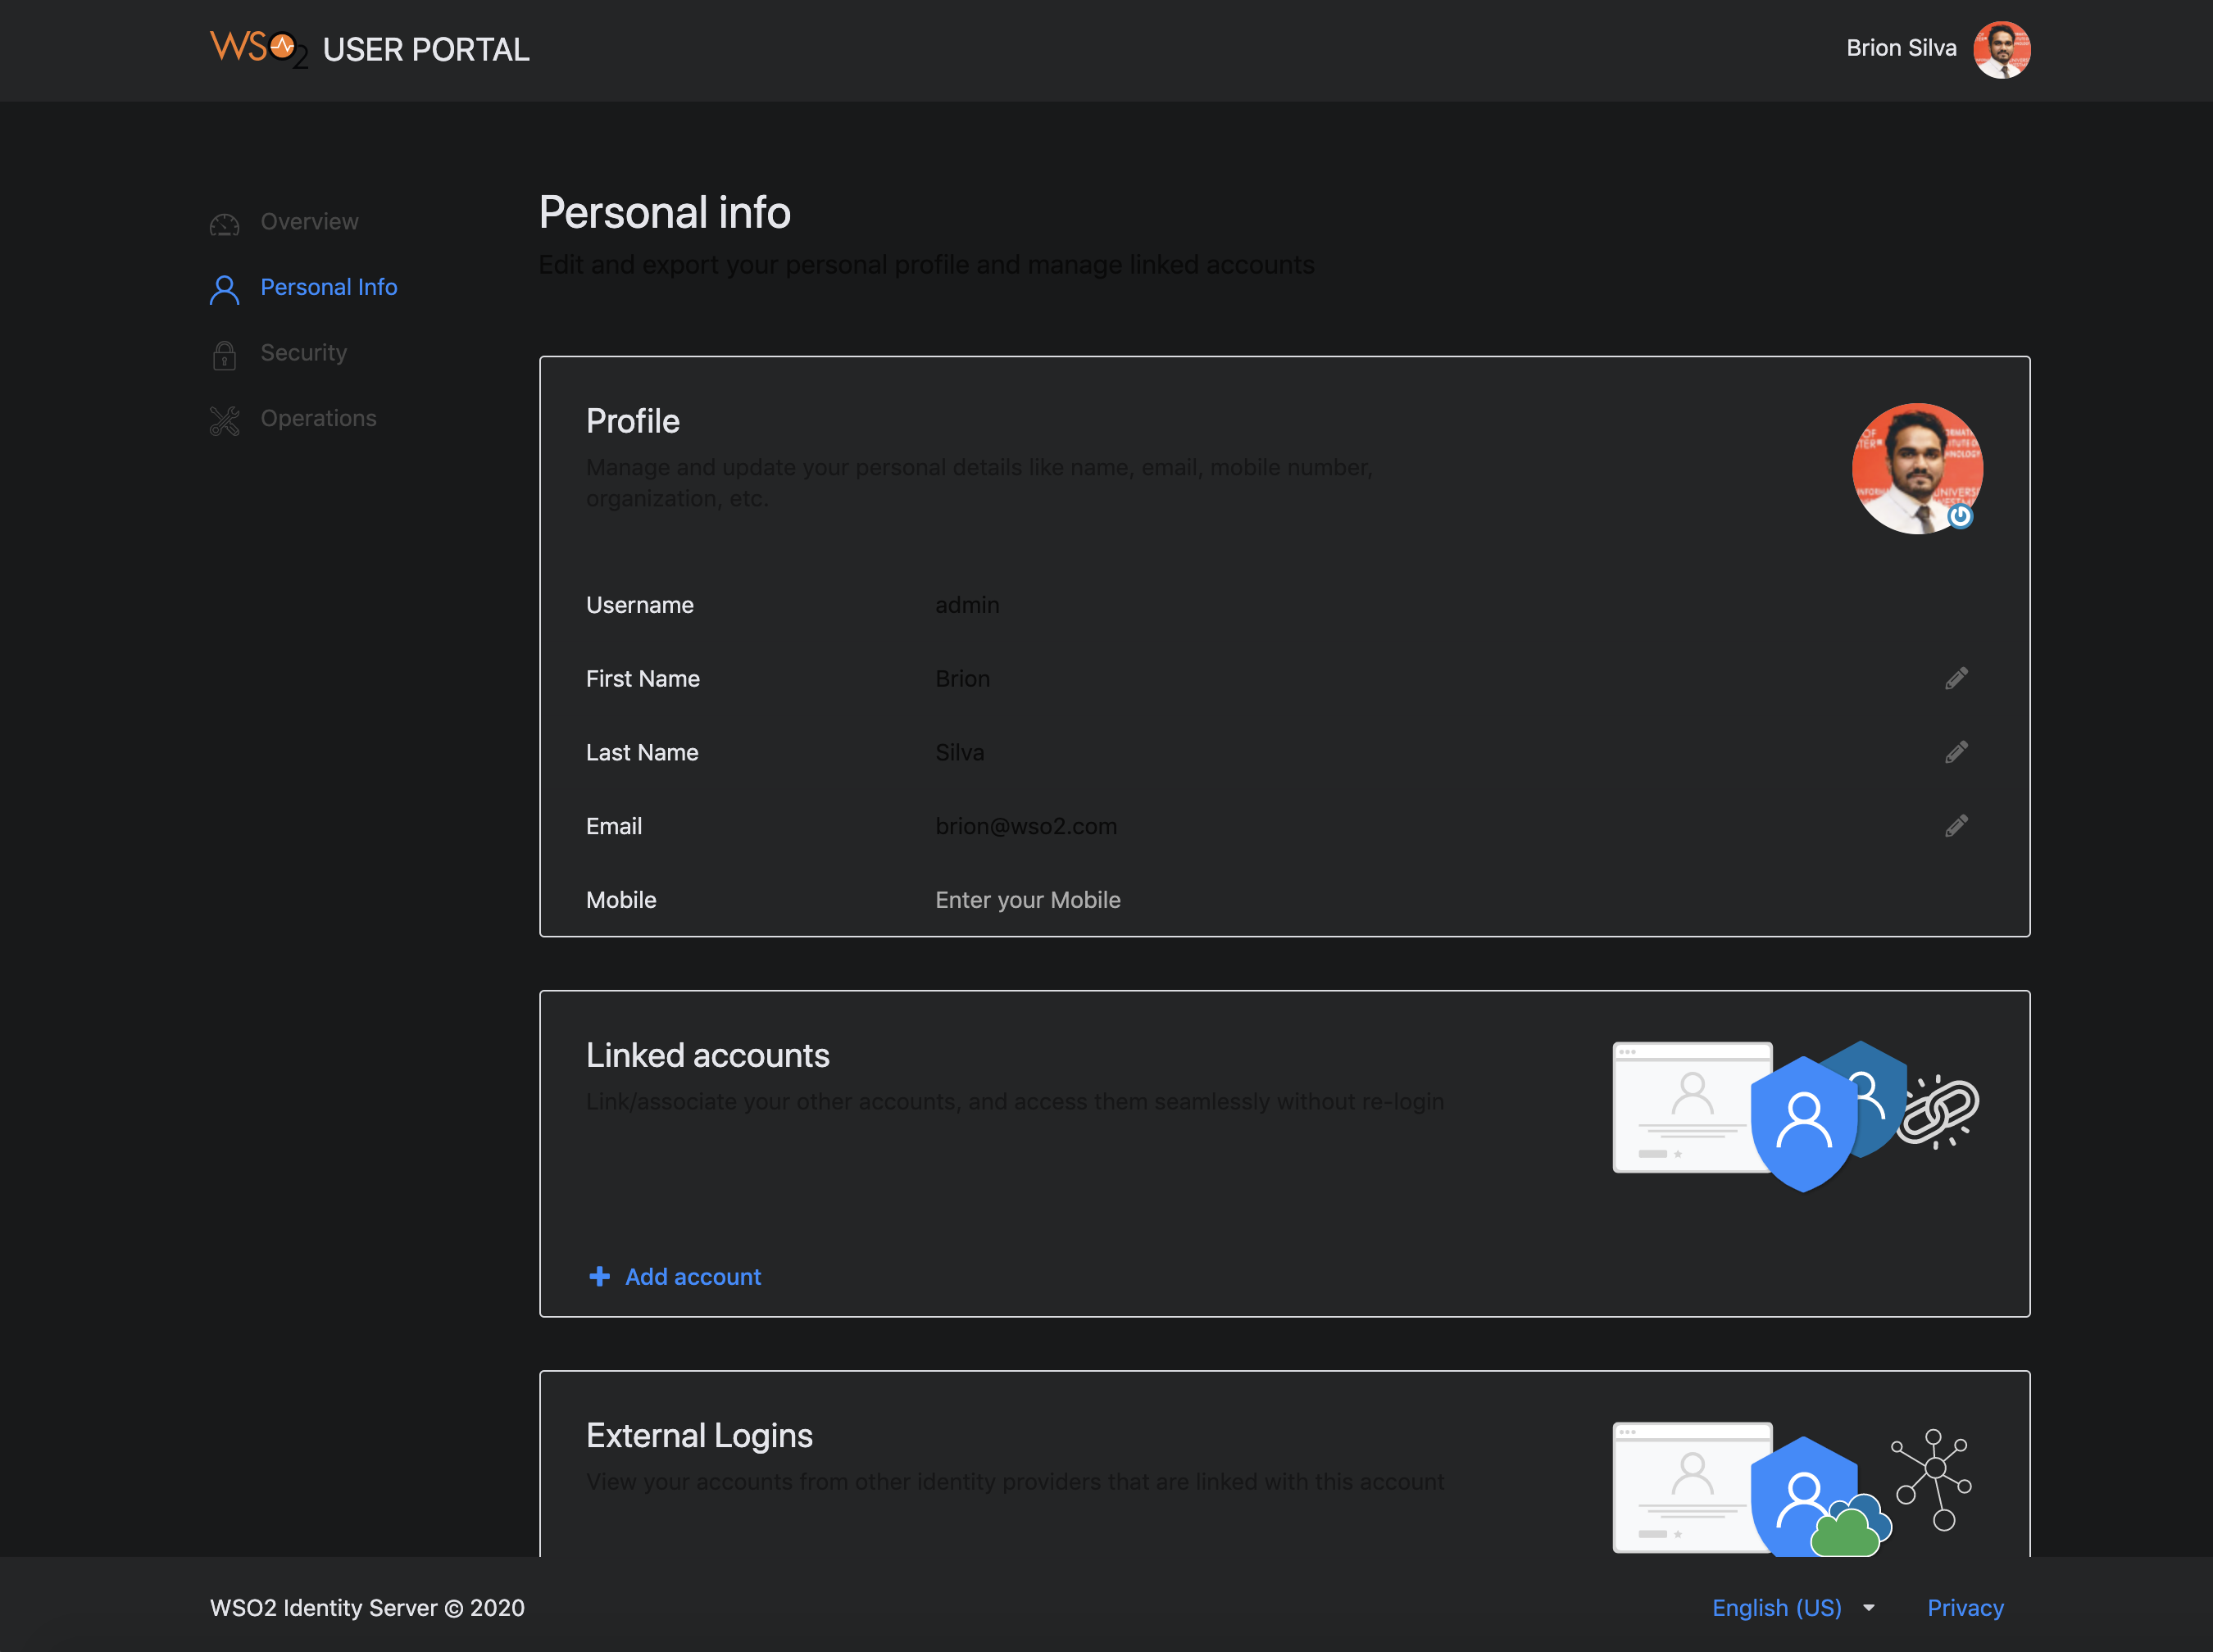 WSO2 USER PORTAL
Brion Silva
Overview
Personal Info
Security
Operations
Personal info
Edit and export your personal profile and manage linked accounts
Profile
Manage and update your personal details like name, email, mobile number,
organization, etc.
Username admin
First Name Brion
Last Name Silva
Email brion@wso2.com
Mobile Enter your Mobile
Linked accounts
Link/associate your other accounts, and access them seamlessly without re-login
Add account
External Logins
View your accounts from other identity providers that are linked with this account
WSO2 Identity Server © 2020
English (US)
Privacy